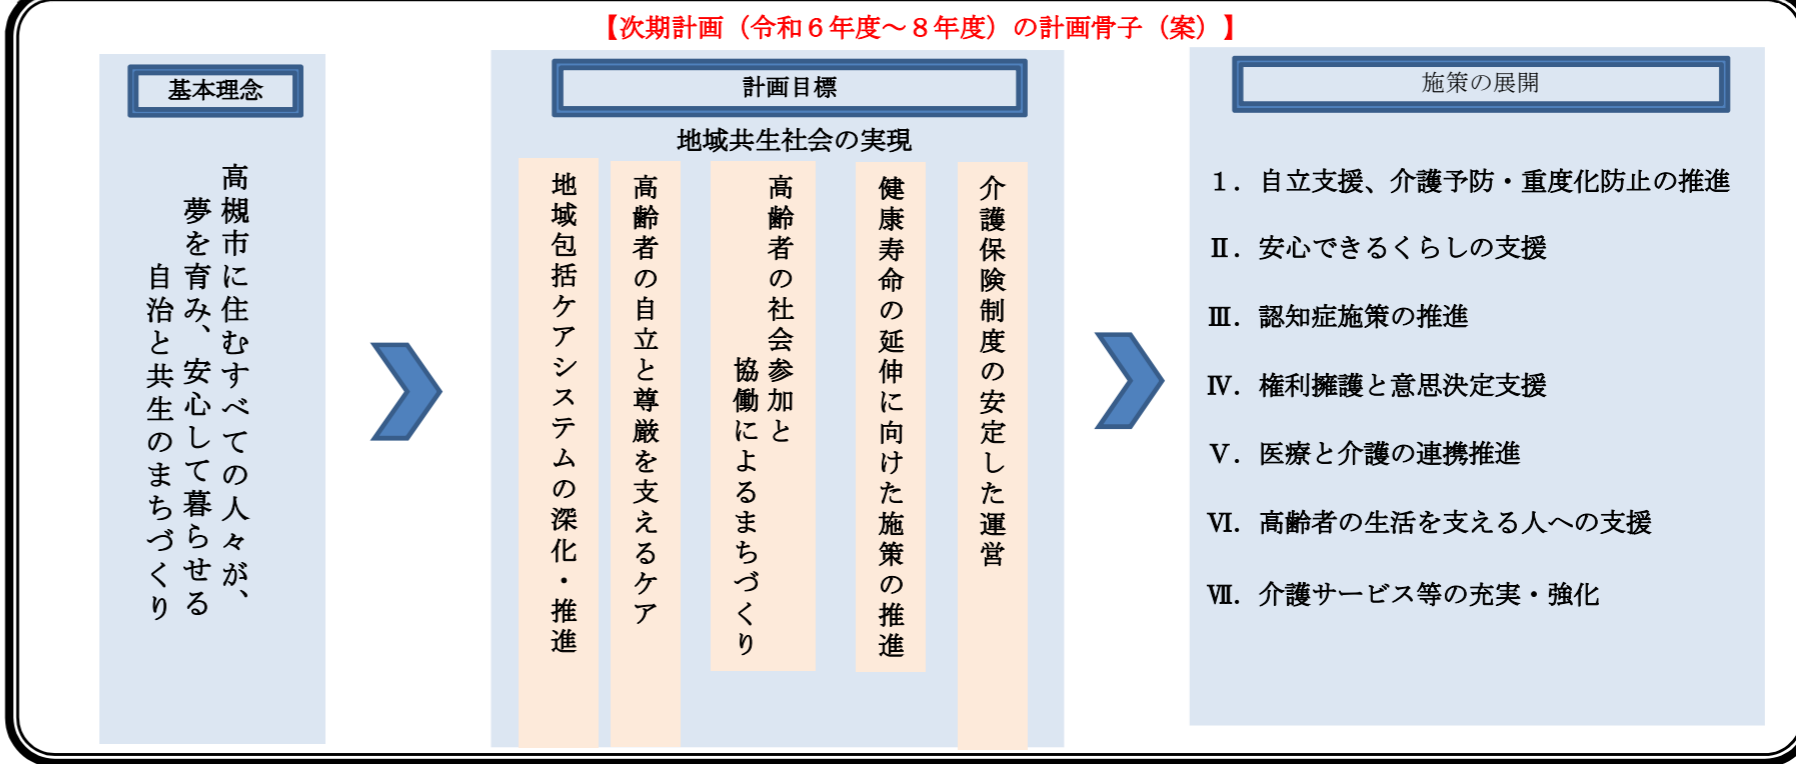 【次期計画（令和６年度～８年度）の計画骨子（案）】
基本理念
高槻市に住むすべての人々が、
夢を育み、安心して暮らせる
自治と共生のまちづくり
計画目標
地域共生社会の実現
地域包括ケアシステムの深化・推進
高齢者の自立と尊厳を支えるケア
高齢者の社会参加と
協働によるまちづくり
健康寿命の延伸に向けた施策の推進
介護保険制度の安定した運営
施策の展開
１．自立支援、介護予防・重度化防止の推進
Ⅱ．安心できるくらしの支援
Ⅲ．認知症施策の推進
Ⅳ．権利擁護と意思決定支援
Ⅴ．医療と介護の連携推進
Ⅵ．高齢者の生活を支える人への支援
Ⅶ．介護サービス等の充実・強化